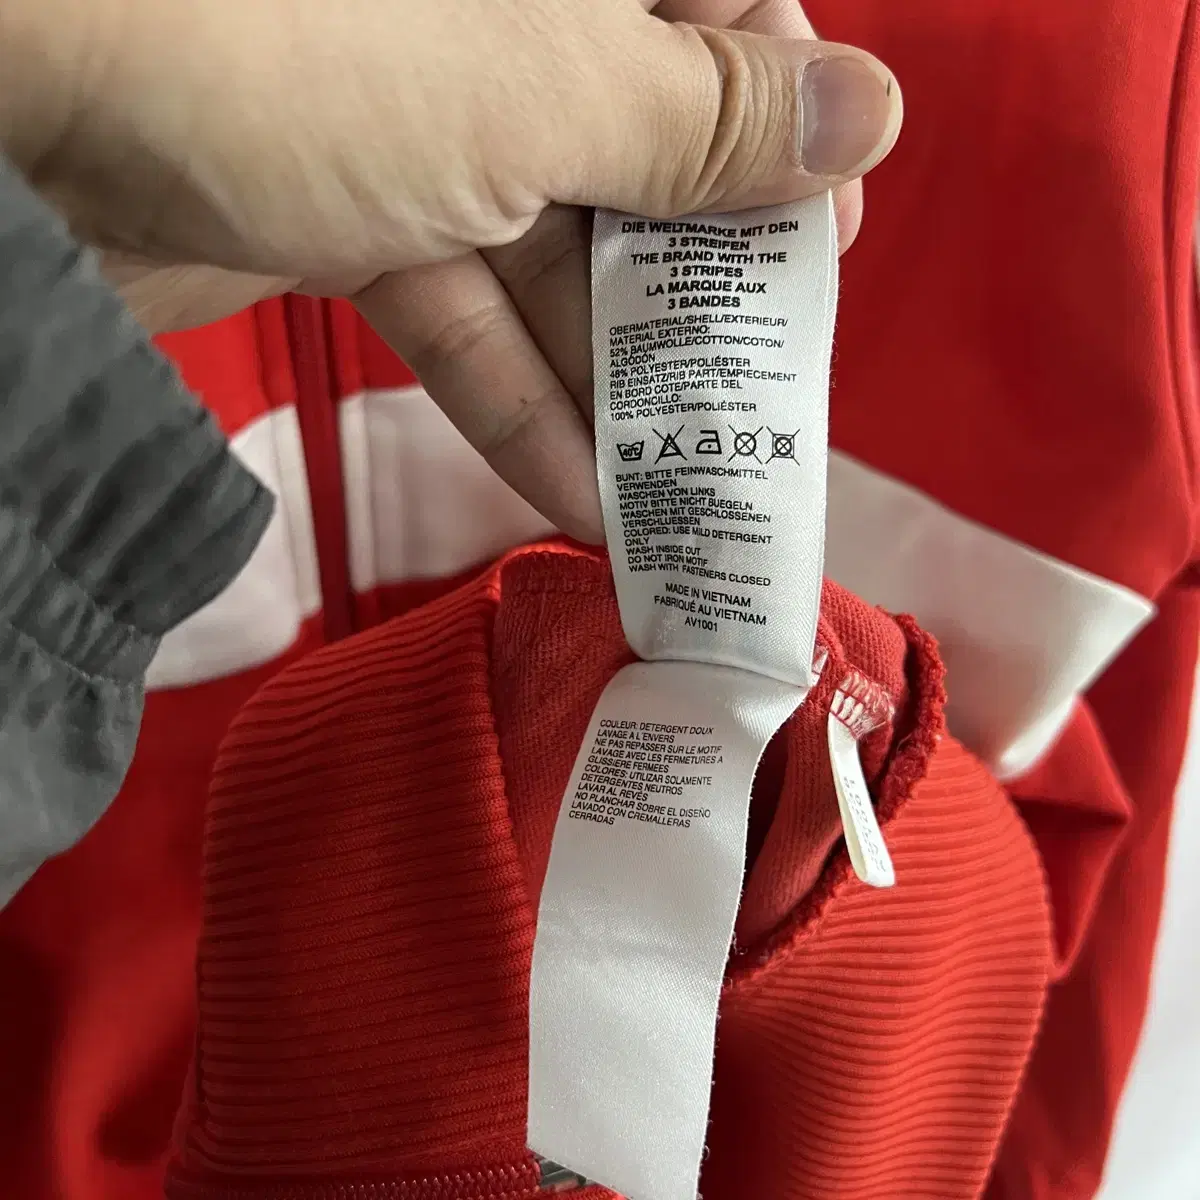 DIE WELTMARKE MIT DEN
3 STREIFEN
THE BRAND WITH THE
3 STRIPES
LA MARQUE AUX
3 BANDES
OBERMATERIAL/SHELL/EXTERIEUR/
MATERIAL EXTERNO:
52% BAUMWOLLE/COTTON/COTON/
ALGODÓN
48% POLYESTER/POLIÉSTER
RIB EINSATZ/RIB PART/EMPIECEMENT
EN BORD COTE/PARTE DEL
CORDONCILLO:
100% POLYESTER/POLIÉSTER
40°C
BUNT: BITTE FEINWASCHMITTEL
VERWENDEN
WASCHEN VON LINKS
MOTIV BITTE NICHT BUEGELN
WASCHEN MIT GESCHLOSSENEN
VERSCHLUESSEN
COLORED: USE MILD DETERGENT
ONLY
WASH INSIDE OUT
DO NOT IRON MOTIF
WASH WITH FASTENERS CLOSED
MADE IN VIETNAM
FABRIQUÉ AU VIETNAM
AV1001
COULEUR: DETERGENT DOUX
LAVAGE A L'ENVERS
NE PAS REPASSER SUR LE MOTIF
LAVAGE AVEC LES FERMETURES A
GLISSIERE FERMEES
COLORES: UTILIZAR SOLAMENTE
DETERGENTES NEUTROS
LAVAR AL REVÉS
NO PLANCHAR SOBRE EL DISEÑO
LAVADO CON CREMALLERAS
CERRADAS